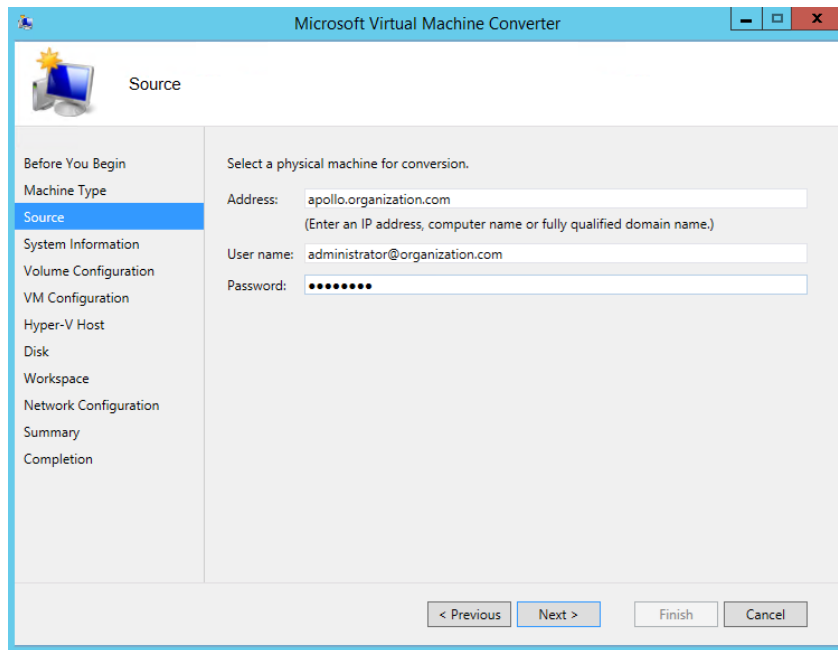 Microsoft Virtual Machine Converter
Source
Before You Begin
Machine Type
Source
System Information
Volume Configuration
VM Configuration
Hyper-V Host
Disk
Workspace
Network Configuration
Summary
Completion
Select a physical machine for conversion.
Address: apollo.organization.com
(Enter an IP address, computer name or fully qualified domain name.)
User name: administrator@organization.com
Password: ●●●●●●●●
< Previous Next > Finish Cancel